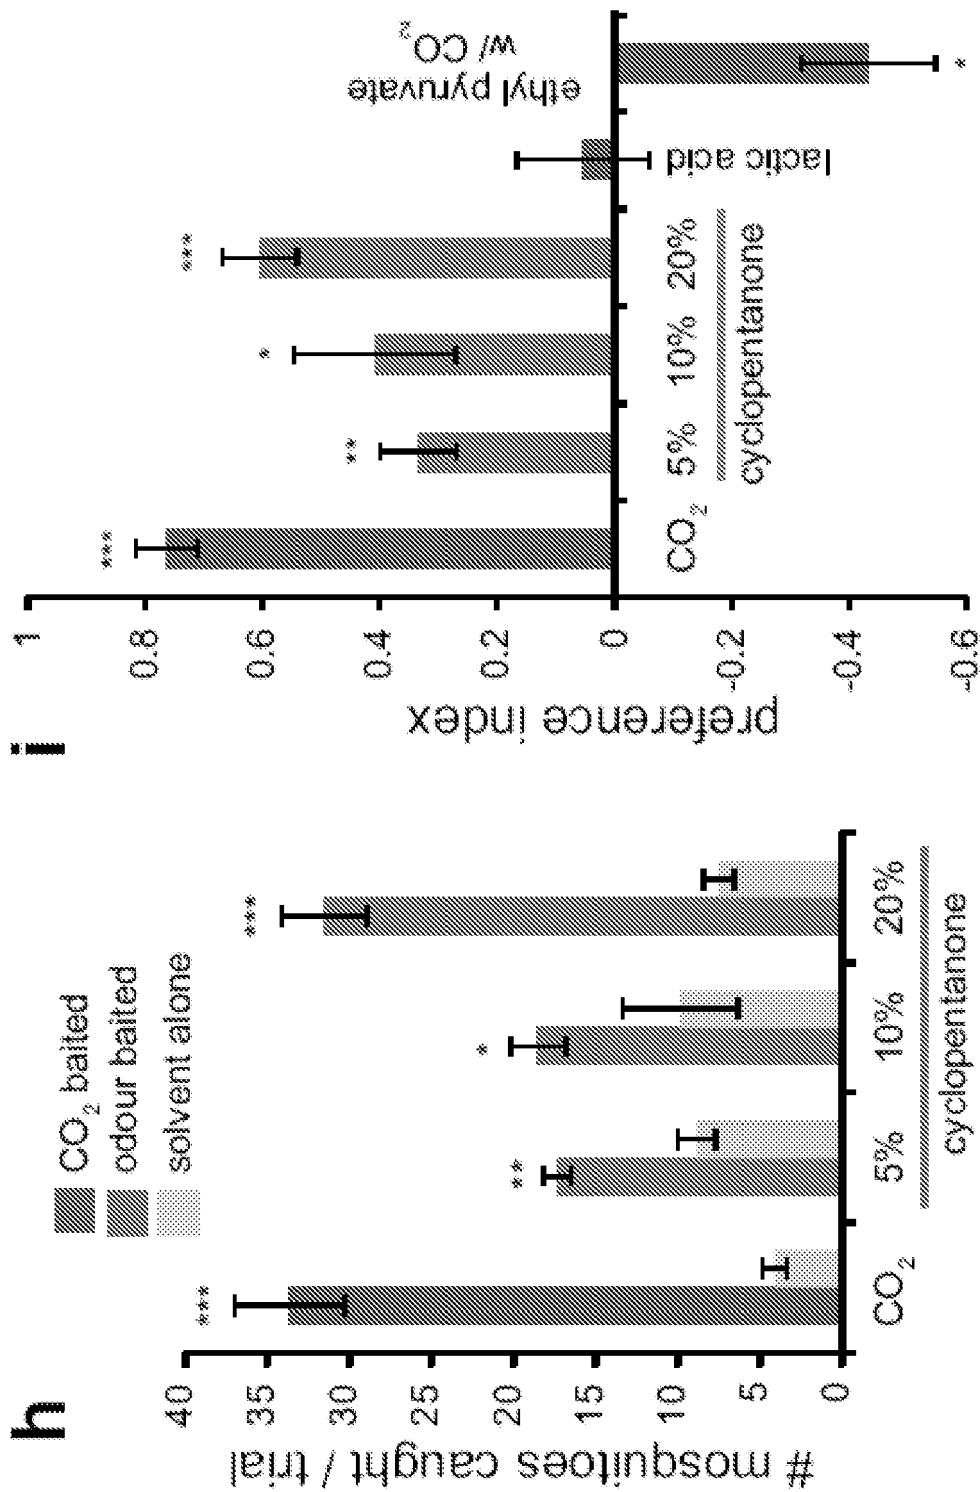 h
CO2 baited
odour baited
solvent alone
# mosquitoes caught / trial
40
35
30
25
20
15
10
5
0
***
**
*
***
CO2
5%
10%
20%
cyclopentanone
i
preference index
1
0.8
0.6
0.4
0.2
0
-0.2
-0.4
-0.6
***
**
*
***
*
CO2
5%
10%
20%
cyclopentanone
lactic acid
ethyl pyruvate
w/ CO2